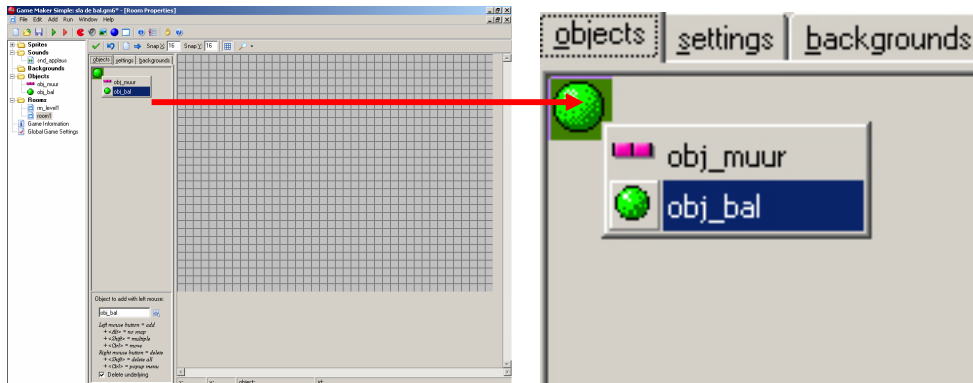 Game Maker Simple: sla de bal.gm6* - [Room Properties]
File Edit Add Run Window Help
Snap X: 16 Snap Y: 16
Sprites
Sounds
snd_applaus
Backgrounds
Objects
obj_muur
obj_bal
Rooms
rm_level1
room1
Game Information
Global Game Settings
objects settings backgrounds
obj_muur
obj_bal
Object to add with left mouse:
obj_bal
Left mouse button = add
+ <Alt> = no snap
+ <Shift> = multiple
+ <Ctrl> = move
Right mouse button = delete
+ <Shift> = delete all
+ <Ctrl> = popup menu
Delete underlying
x: y: object: id:
objects settings backgrounds
obj_muur
obj_bal